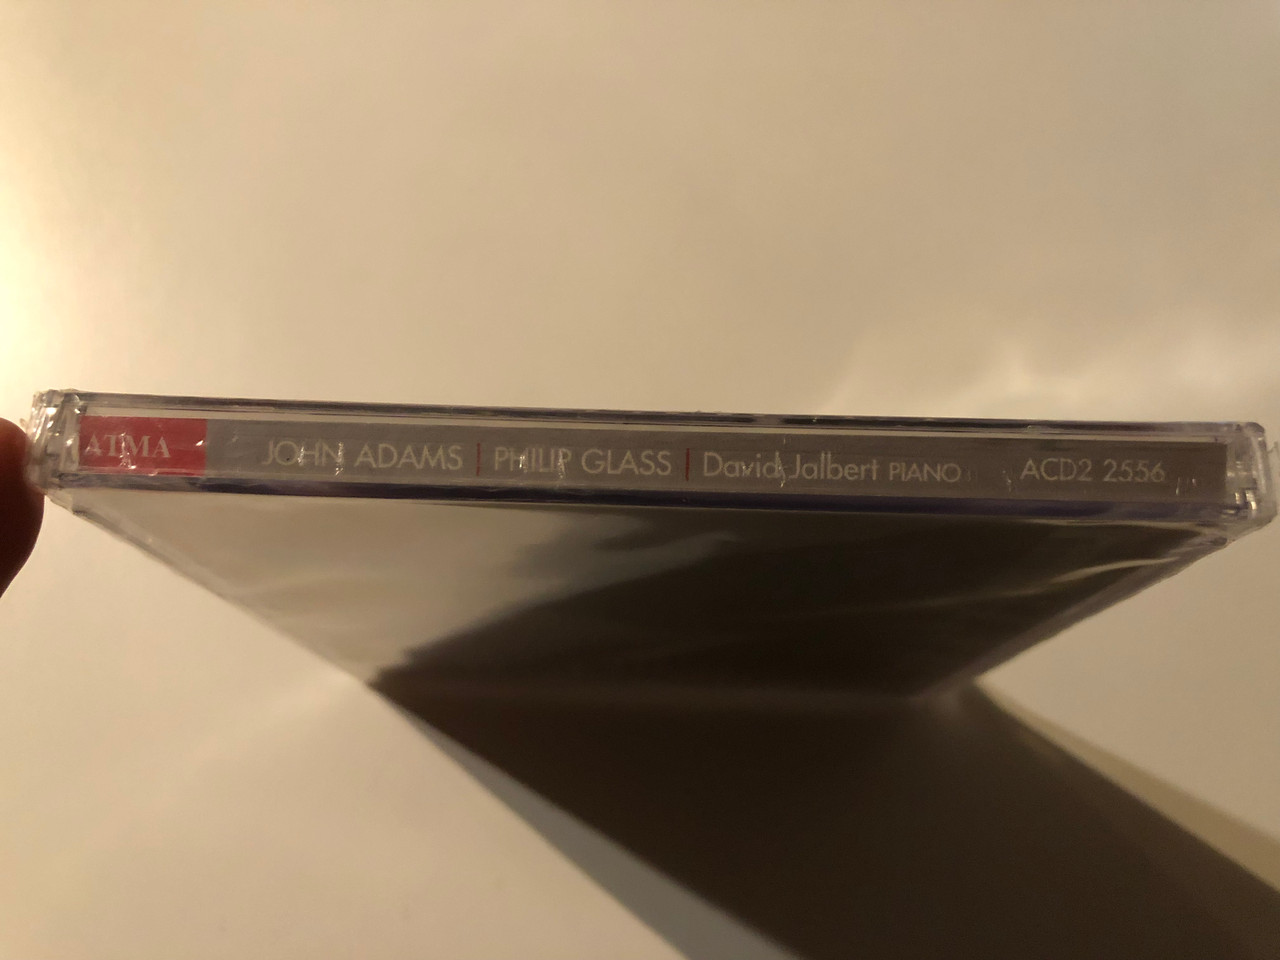 ATMA JOHN ADAMS | PHILIP GLASS | David Jalbert PIANO ACD2 2556